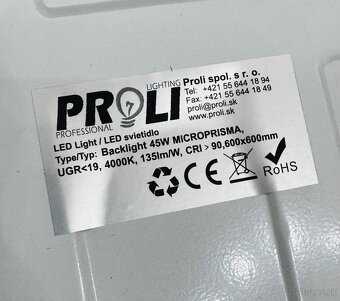 LIGHTING
PROLI
PROFESSIONAL
Proli spol. s r. o.
Tel: +421 55 644 18 94
Fax: +421 55 644 18 49
proli@proli.sk
www.proli.sk
LED Light / LED svietidlo
Type/Typ: Backlight 45W MICROPRISMA,
UGR<19, 4000K, 135lm/W, CRI > 90,600x600mm
CE
RoHS